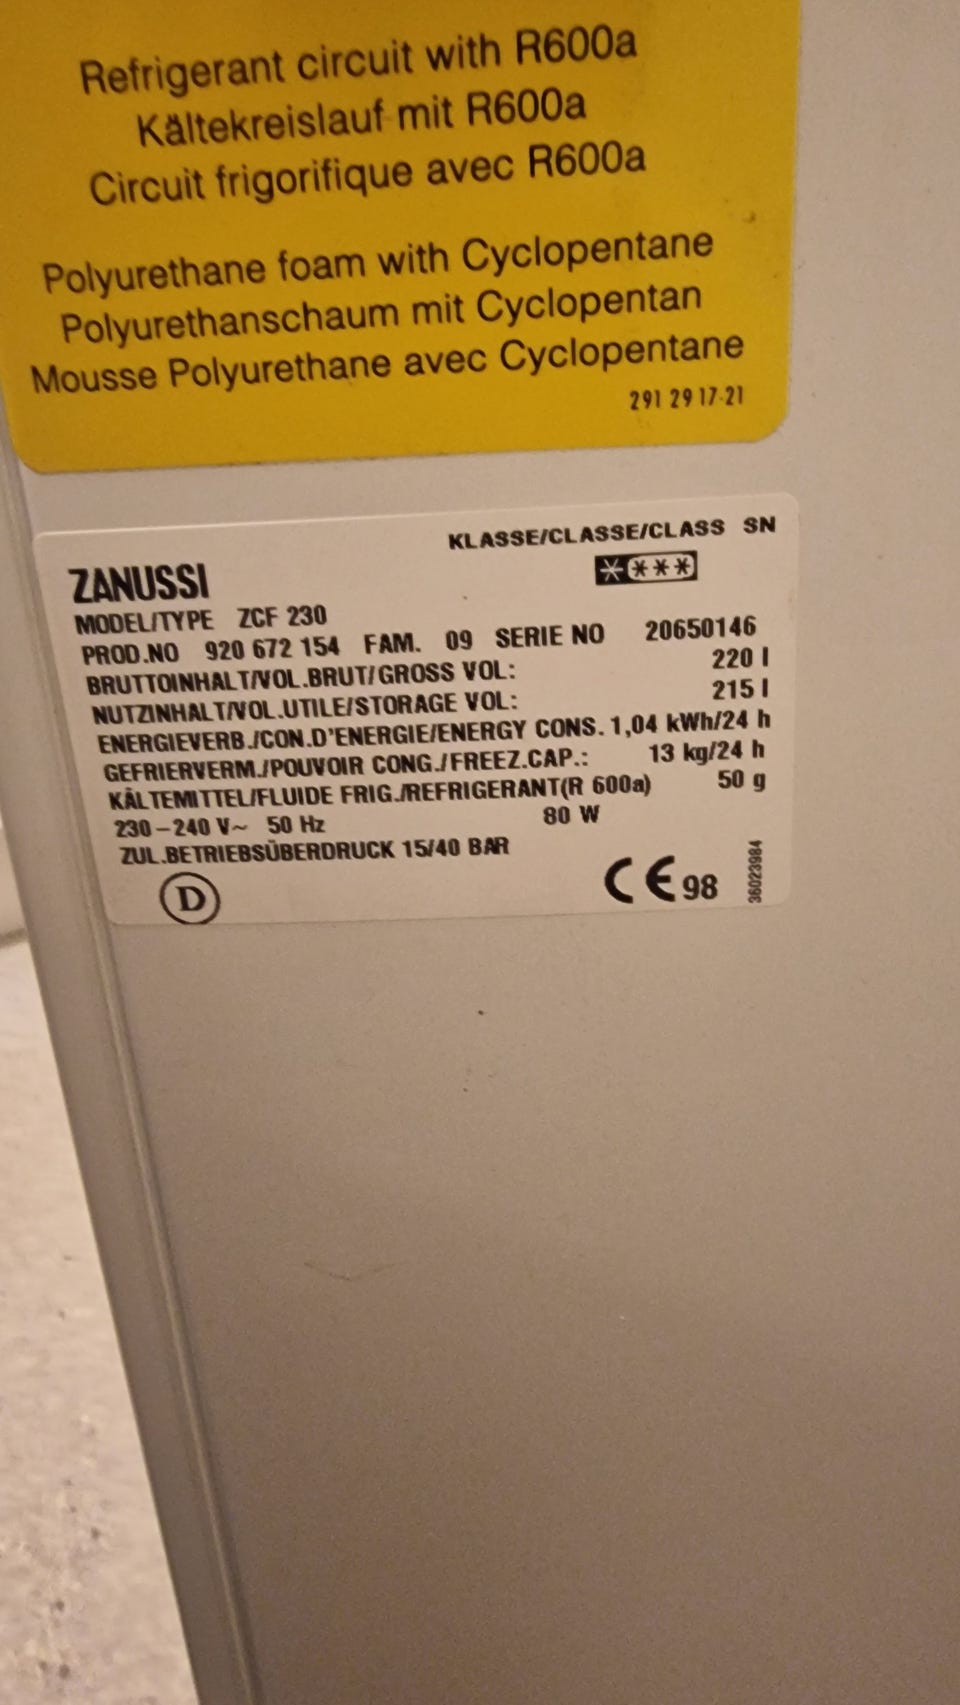 Refrigerant circuit with R600a
Kältekreislauf mit R600a
Circuit frigorifique avec R600a
Polyurethane foam with Cyclopentane
Polyurethanschaum mit Cyclopentan
Mousse Polyurethane avec Cyclopentane
291 29 17-21
KLASSE/CLASSE/CLASS SN
ZANUSSI
MODEL/TYPE ZCF 230
PROD.NO 920 672 154 FAM. 09 SERIE NO 20650146
BRUTTOINHALT/VOL.BRUT/GROSS VOL: 220 l
NUTZINHALT/VOL.UTILE/STORAGE VOL: 215 l
ENERGIEVERB./CON.D'ENERGIE/ENERGY CONS. 1,04 kWh/24 h
GEFRIERVERM./POUVOIR CONG./FREEZ.CAP.: 13 kg/24 h
KÄLTEMITTEL/FLUIDE FRIG./REFRIGERANT(R 600a) 50 g
230-240 V~ 50 Hz 80 W
ZUL.BETRIEBSÜBERDRUCK 15/40 BAR
D CE 98 36023984